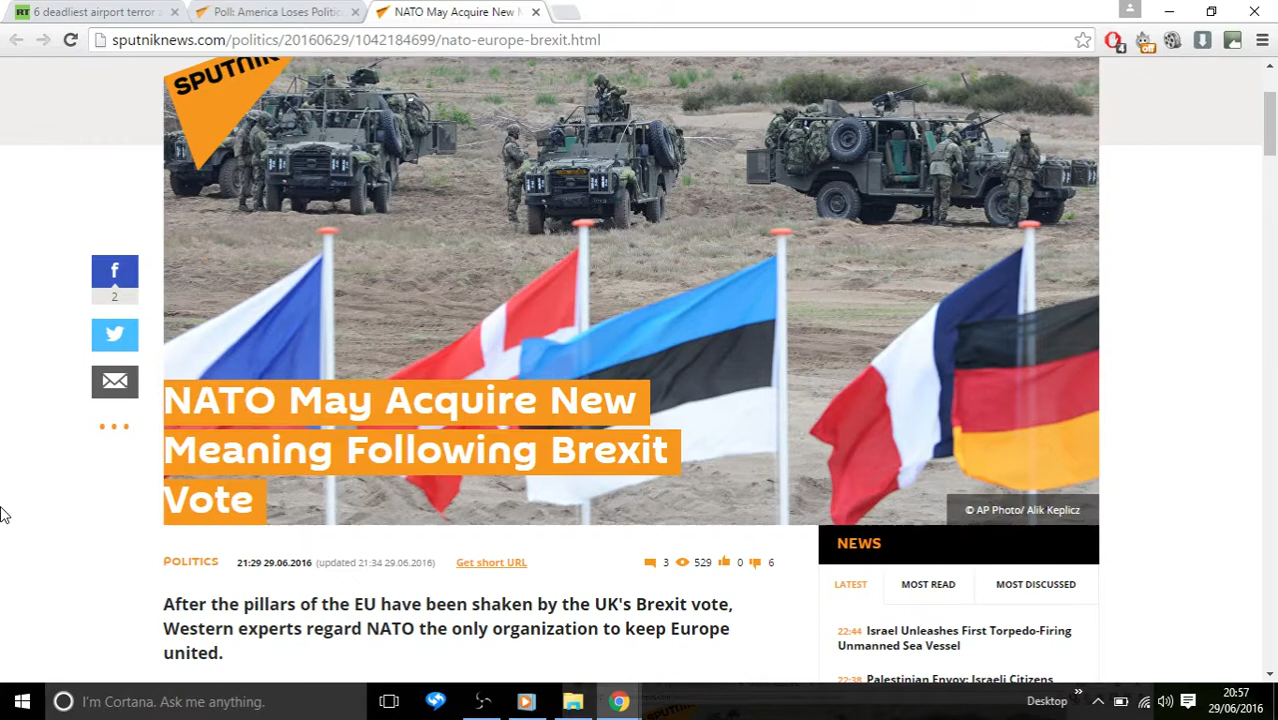 6 deadliest airport terror a
Poll: America Loses Politic
NATO May Acquire New M
sputniknews.com/politics/20160629/1042184699/nato-europe-brexit.html
4
off
SPUTNIK
f
2
NATO May Acquire New
Meaning Following Brexit
Vote
© AP Photo/ Alik Keplicz
NEWS
POLITICS 21:29 29.06.2016 (updated 21:34 29.06.2016) Get short URL 3 529 0 6
LATEST MOST READ MOST DISCUSSED
After the pillars of the EU have been shaken by the UK's Brexit vote,
Western experts regard NATO the only organization to keep Europe
united.
22:44 Israel Unleashes First Torpedo-Firing
Unmanned Sea Vessel
22:38 Palestinian Envoy: Israeli Citizens
I'm Cortana. Ask me anything.
Desktop
20:57
29/06/2016